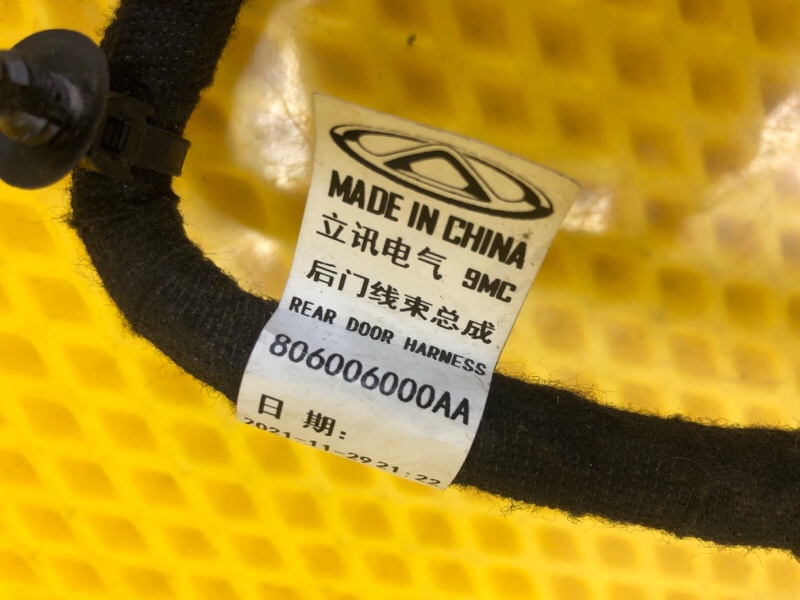 MADE IN CHINA
立讯电气 9MC
后门线束总成
REAR DOOR HARNESS
806006000AA
日 期:
2021-11-29 21:22